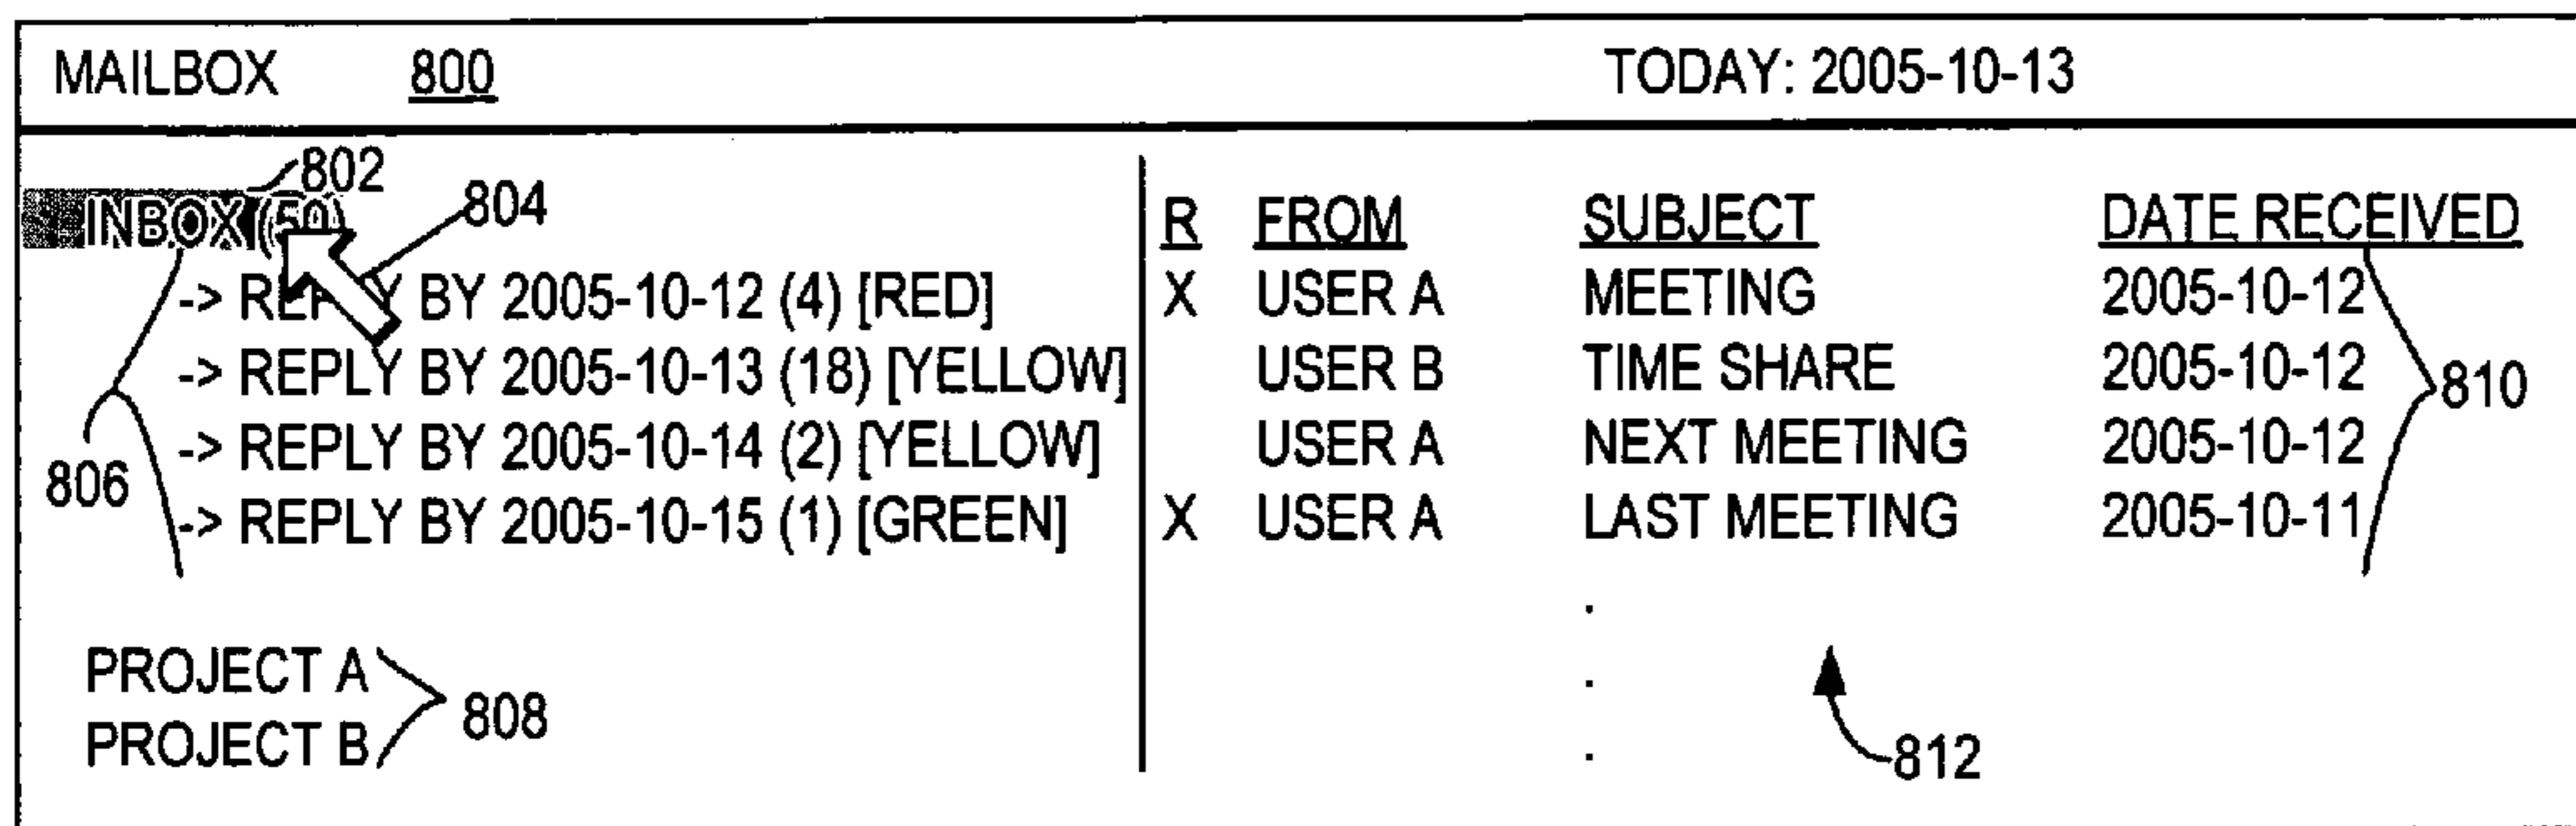 MAILBOX 800 TODAY: 2005-10-13
802
INBOX (50) 804
R FROM SUBJECT DATE RECEIVED
-> REPLY BY 2005-10-12 (4) [RED] X USER A MEETING 2005-10-12
-> REPLY BY 2005-10-13 (18) [YELLOW] USER B TIME SHARE 2005-10-12 810
-> REPLY BY 2005-10-14 (2) [YELLOW] USER A NEXT MEETING 2005-10-12
806
-> REPLY BY 2005-10-15 (1) [GREEN] X USER A LAST MEETING 2005-10-11
.
PROJECT A .
808
PROJECT B . 812